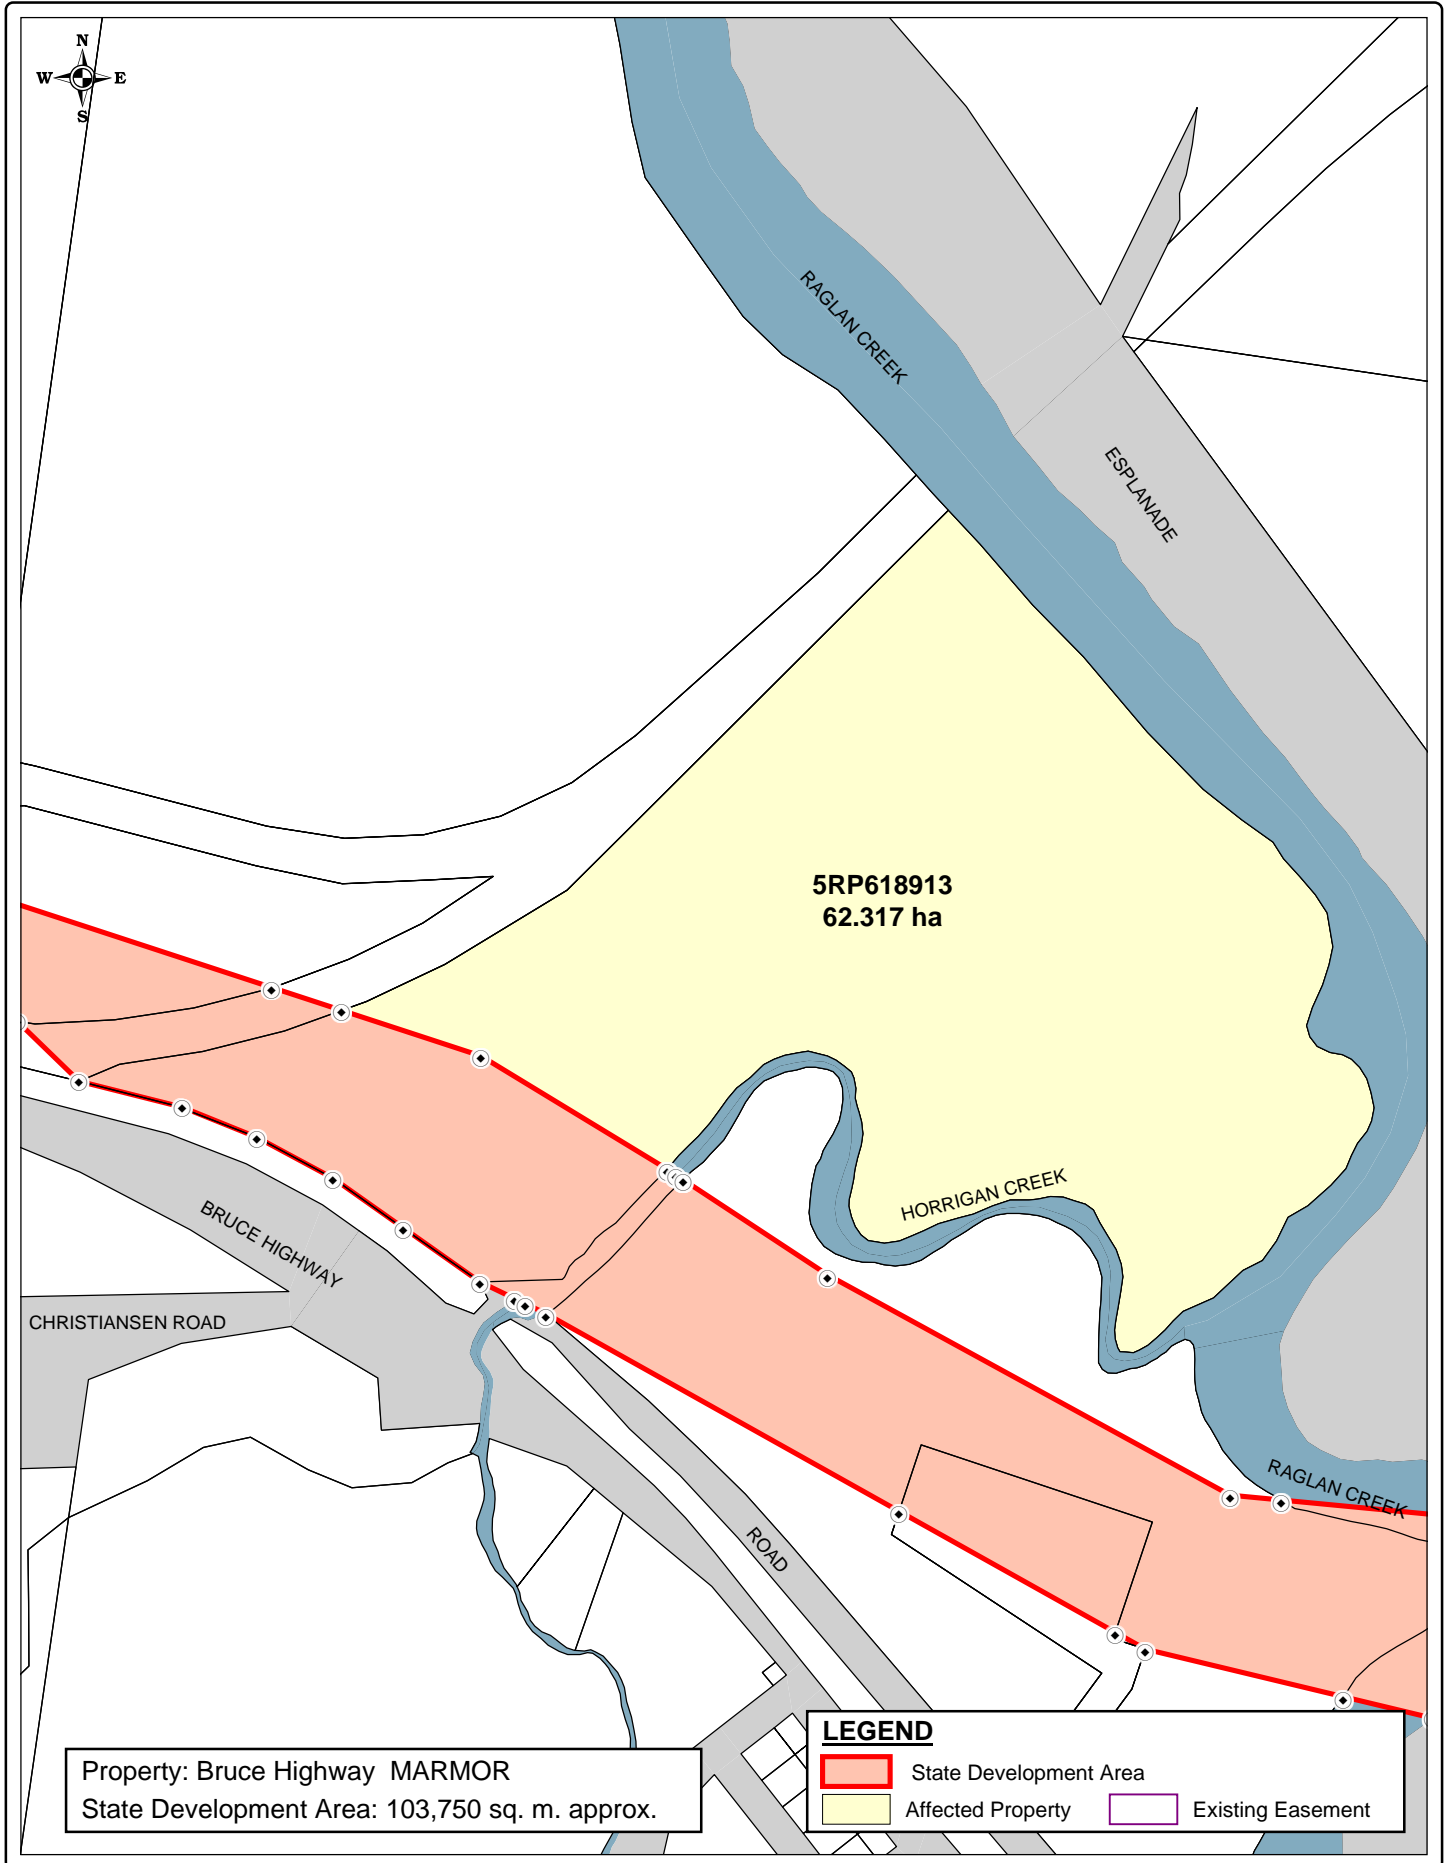 N
W E
S
RAGLAN CREEK
ESPLANADE
5RP618913
62.317 ha
HORRIGAN CREEK
BRUCE HIGHWAY
CHRISTIANSEN ROAD
RAGLAN CREEK
ROAD
LEGEND
State Development Area
Affected Property Existing Easement
Property: Bruce Highway MARMOR
State Development Area: 103,750 sq. m. approx.